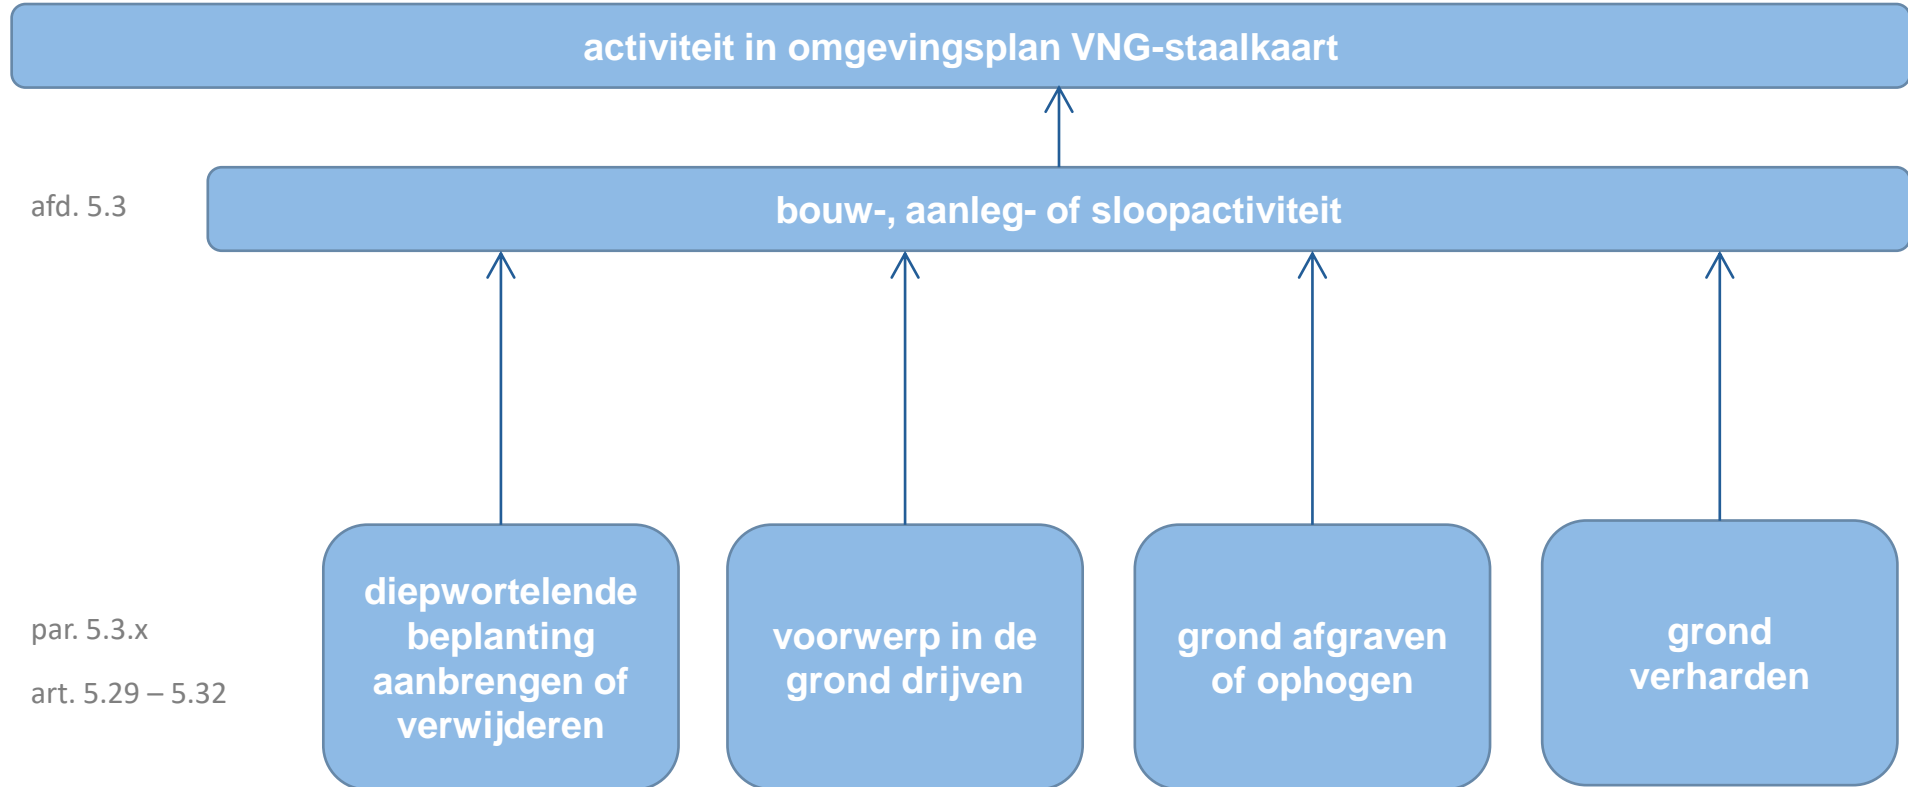 activiteit in omgevingsplan VNG-staalkaart
afd. 5.3
bouw-, aanleg- of sloopactiviteit
par. 5.3.x
art. 5.29 – 5.32
diepwortelende
beplanting
aanbrengen of
verwijderen
voorwerp in de
grond drijven
grond afgraven
of ophogen
grond
verharden